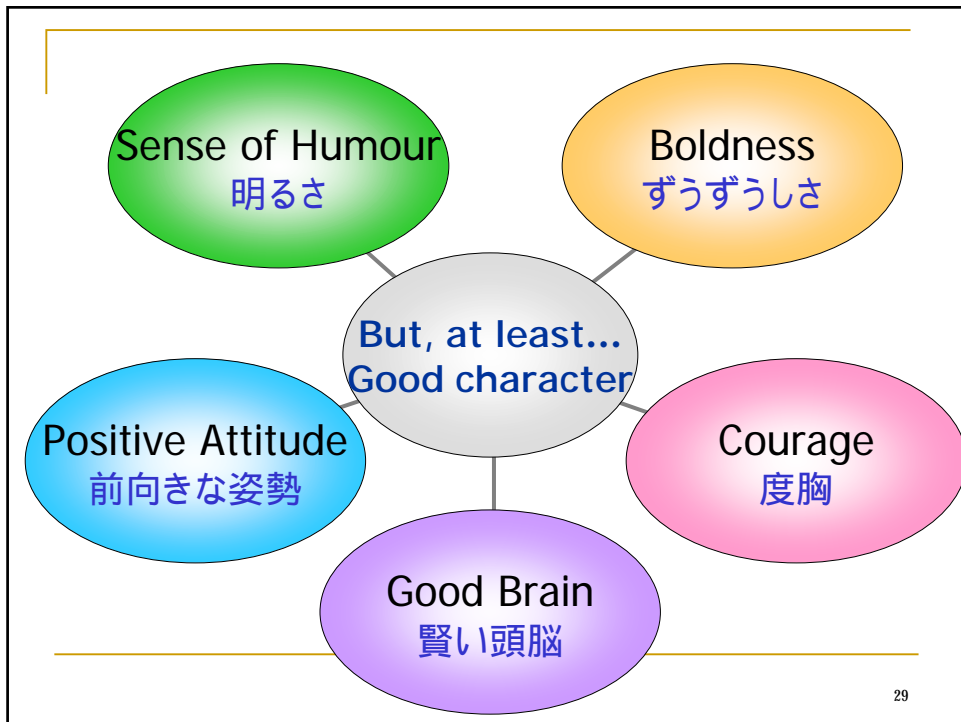 Sense of Humour
明るさ
Boldness
ずうずうしさ
But, at least...
Good character
Positive Attitude
前向きな姿勢
Courage
度胸
Good Brain
賢い頭脳
29